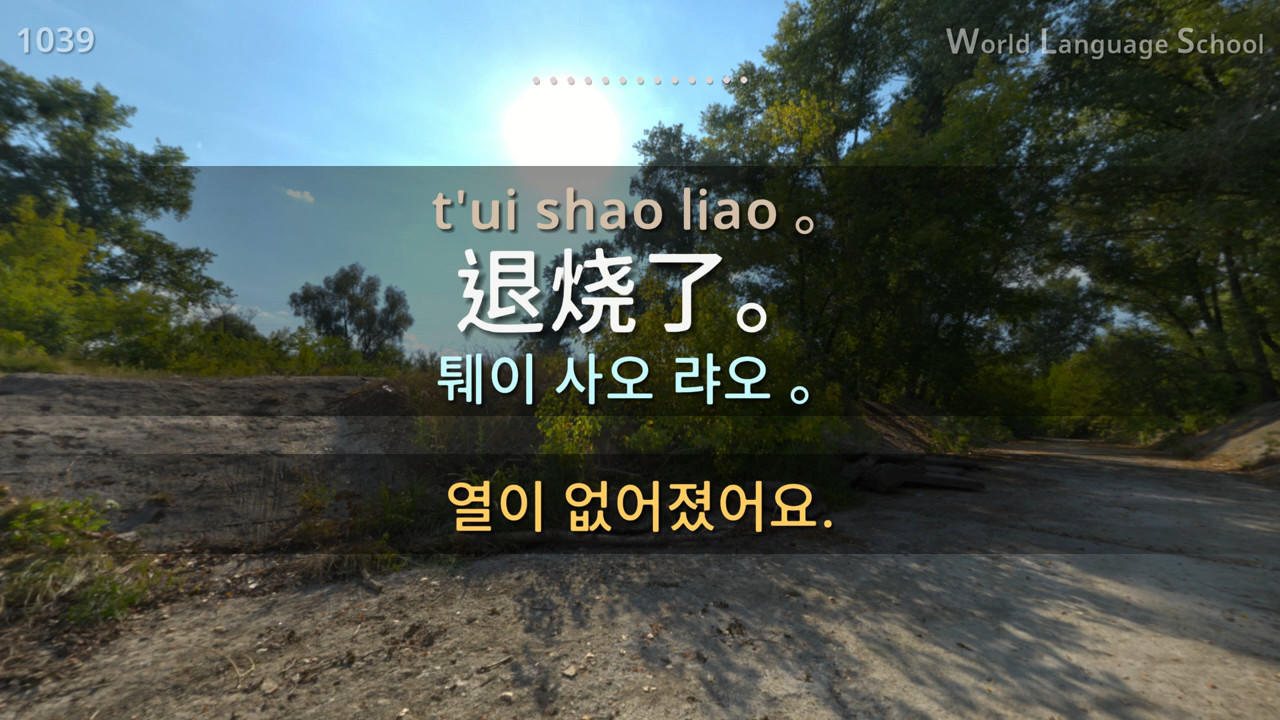 1039
World Language School
t'ui shao liao 。
退烧了。
퉤이 사오 랴오 。
열이 없어졌어요.